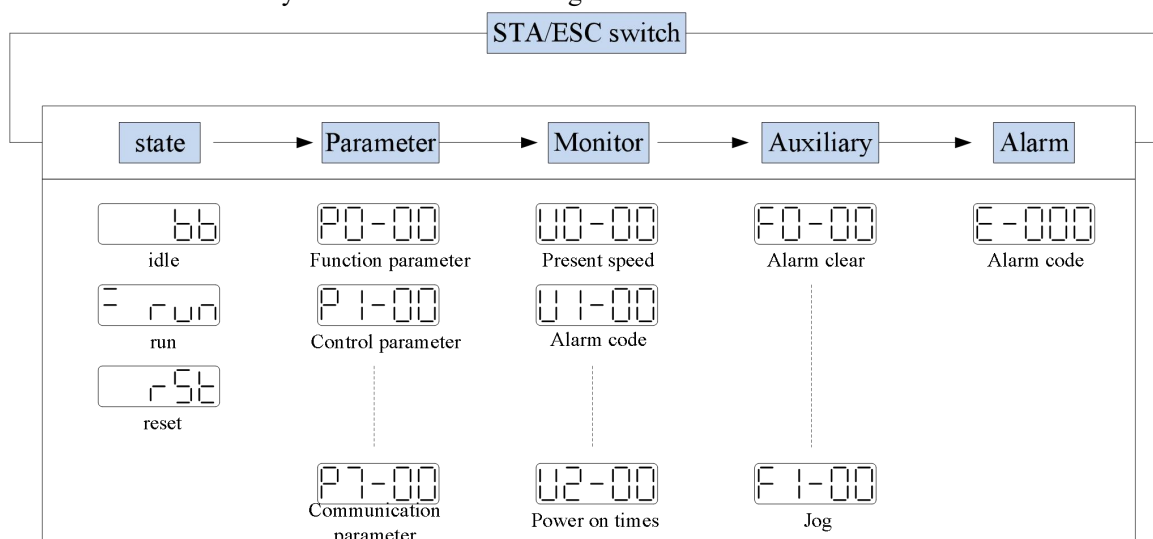 STA/ESC switch
state Parameter Monitor Auxiliary Alarm
bb P0-00 U0-00 F0-00 E-000
idle Function parameter Present speed Alarm clear Alarm code
run P1-00 U1-00
run Control parameter Alarm code
rSt
reset
P7-00 U2-00 F1-00
Communication Power on times Jog
parameter